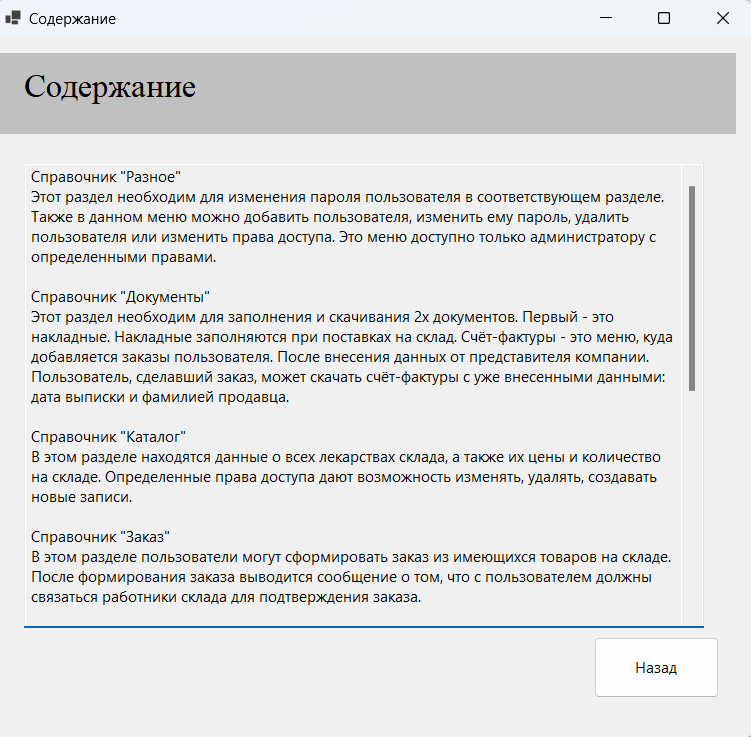 Содержание
Содержание
Справочник "Разное"
Этот раздел необходим для изменения пароля пользователя в соответствующем разделе.
Также в данном меню можно добавить пользователя, изменить ему пароль, удалить
пользователя или изменить права доступа. Это меню доступно только администратору с
определенными правами.
Справочник "Документы"
Этот раздел необходим для заполнения и скачивания 2х документов. Первый - это
накладные. Накладные заполняются при поставках на склад. Счёт-фактуры - это меню, куда
добавляется заказы пользователя. После внесения данных от представителя компании.
Пользователь, сделавший заказ, может скачать счёт-фактуры с уже внесенными данными:
дата выписки и фамилией продавца.
Справочник "Каталог"
В этом разделе находятся данные о всех лекарствах склада, а также их цены и количество
на складе. Определенные права доступа дают возможность изменять, удалять, создавать
новые записи.
Справочник "Заказ"
В этом разделе пользователи могут сформировать заказ из имеющихся товаров на складе.
После формирования заказа выводится сообщение о том, что с пользователем должны
связаться работники склада для подтверждения заказа.
Назад